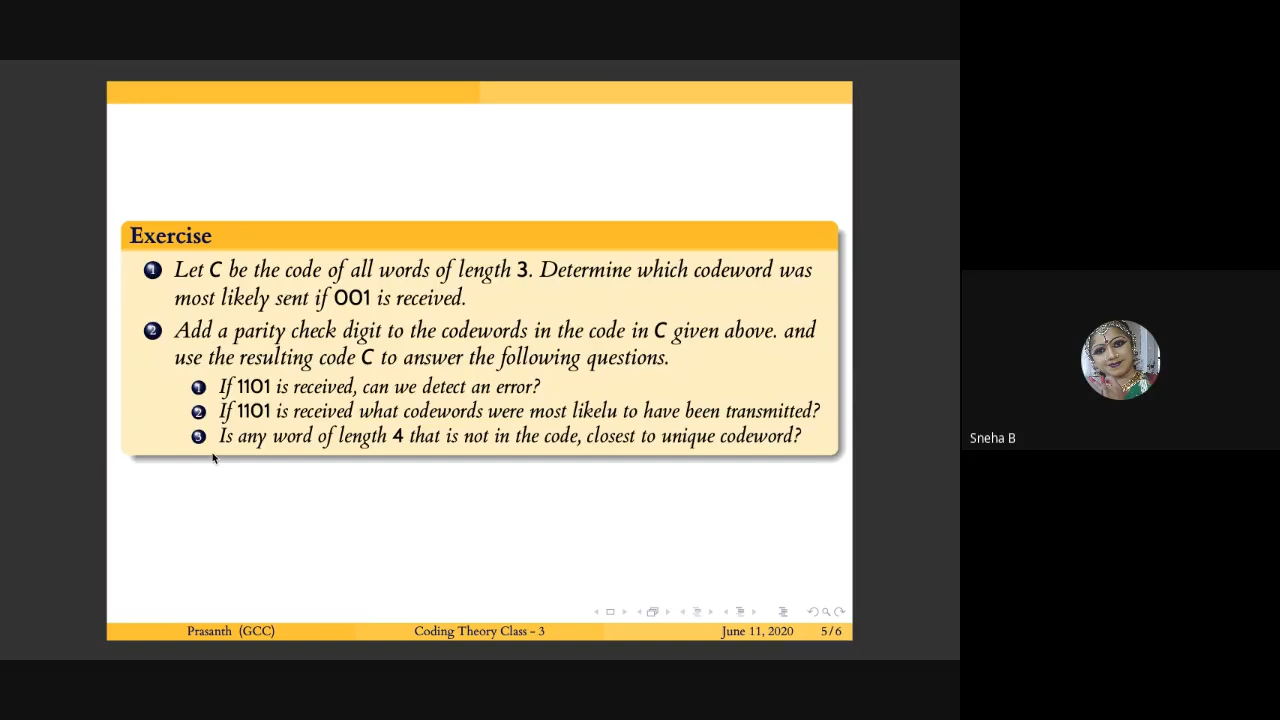 Exercise
1 Let C be the code of all words of length 3. Determine which codeword was
most likely sent if 001 is received.
2 Add a parity check digit to the codewords in the code in C given above. and
use the resulting code C to answer the following questions.
1 If 1101 is received, can we detect an error?
2 If 1101 is received what codewords were most likelu to have been transmitted?
3 Is any word of length 4 that is not in the code, closest to unique codeword?
Sneha B
Prasanth (GCC) Coding Theory Class - 3 June 11, 2020 5/6